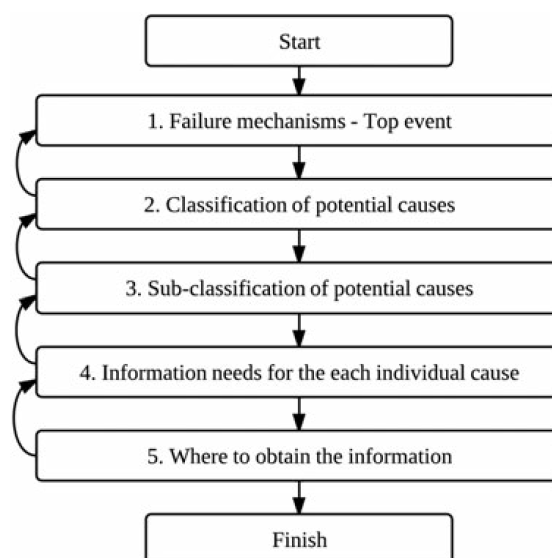 Start
1. Failure mechanisms - Top event
2. Classification of potential causes
3. Sub-classification of potential causes
4. Information needs for the each individual cause
5. Where to obtain the information
Finish